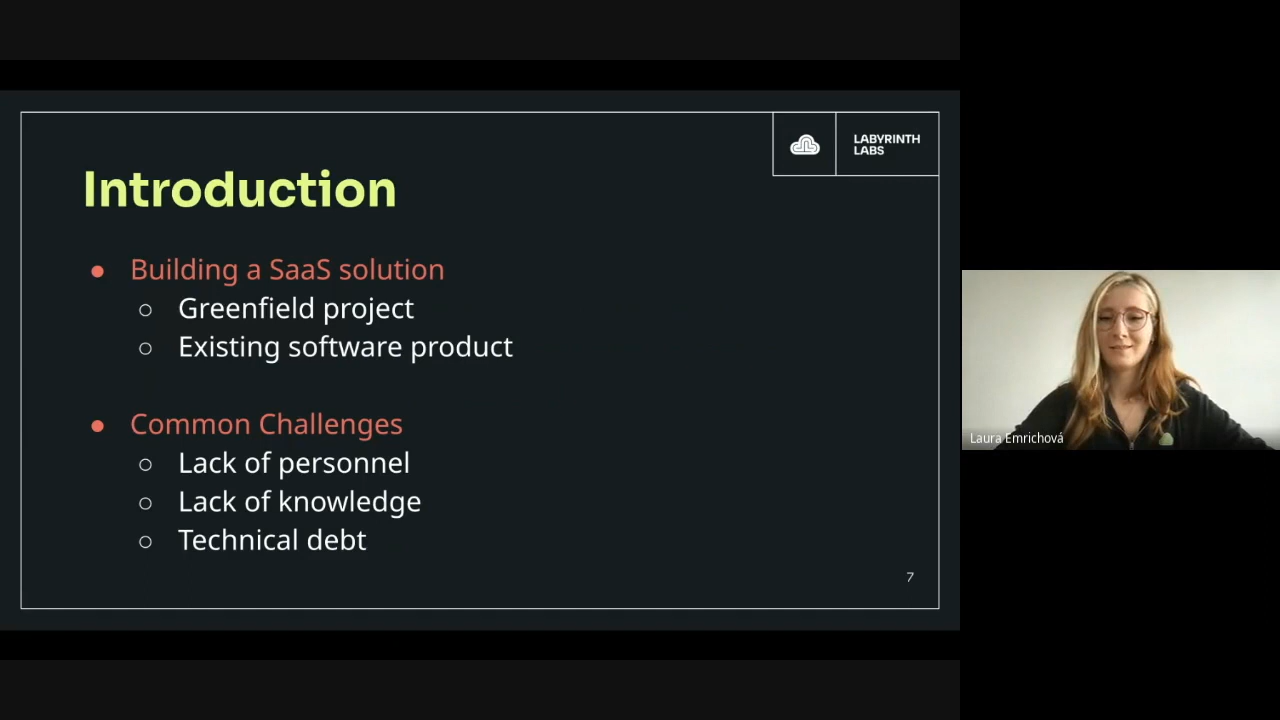 LABYRINTH
LABS
Introduction
● Building a SaaS solution
○ Greenfield project
○ Existing software product
● Common Challenges
○ Lack of personnel
○ Lack of knowledge
○ Technical debt
7
Laura Emrichová